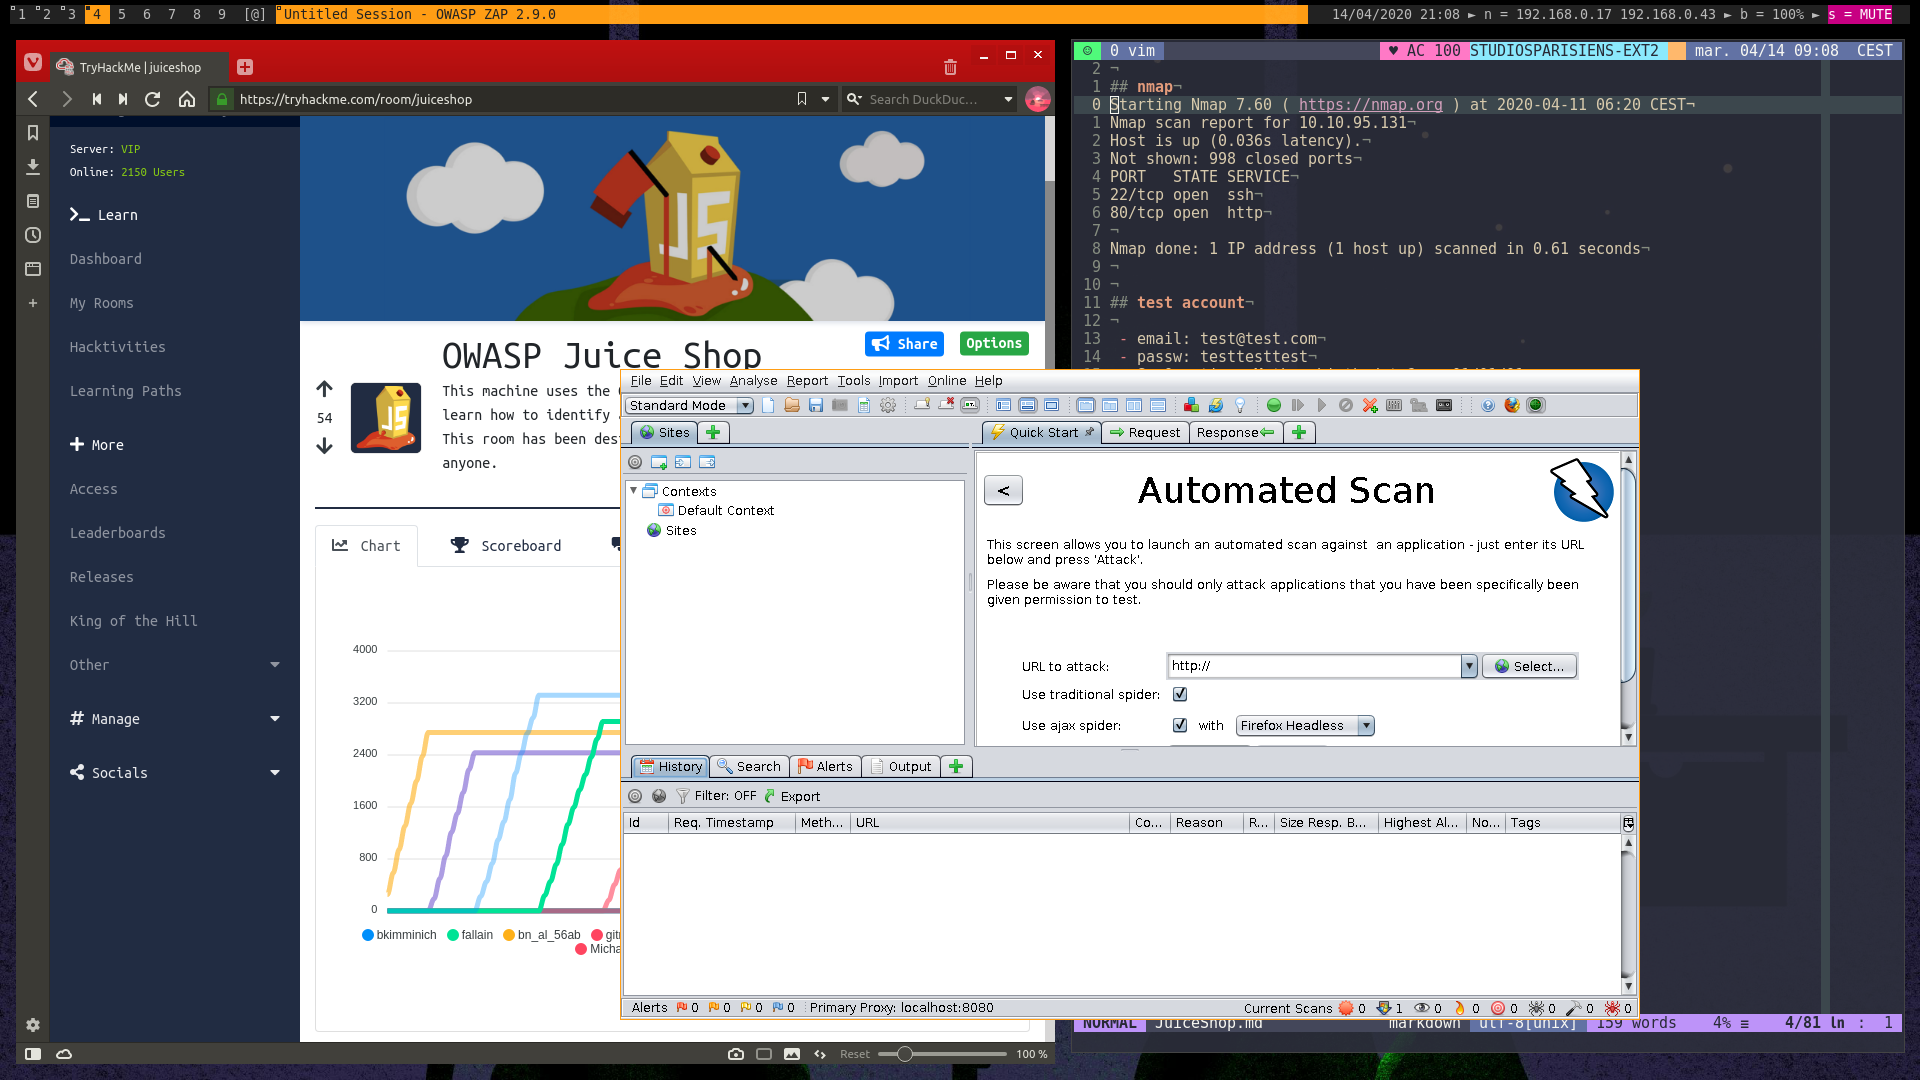 1 2 3 4 5 6 7 8 9 [@] Untitled Session - OWASP ZAP 2.9.0
14/04/2020 21:08 ► n = 192.168.0.17 192.168.0.43 ► b = 100% ► s = MUTE
TryHackMe | juiceshop
https://tryhackme.com/room/juiceshop
Search DuckDuc...
Server: VIP
Online: 2150 Users
Learn
Dashboard
My Rooms
Hacktivities
Learning Paths
More
Access
Leaderboards
Releases
King of the Hill
Other
# Manage
Socials
JS
OWASP Juice Shop
Share
Options
54
JS
This machine uses the
learn how to identify
This room has been des
anyone.
Chart
Scoreboard
4000
3200
2400
1600
800
0
bkimminich fallain bn_al_56ab
Micha
Reset
100 %
0 vim
♥ AC 100 STUDIOSPARISIENS-EXT2
mar. 04/14 09:08 CEST
2 ¬
1 ## nmap¬
0 Starting Nmap 7.60 ( https://nmap.org ) at 2020-04-11 06:20 CEST¬
1 Nmap scan report for 10.10.95.131¬
2 Host is up (0.036s latency).¬
3 Not shown: 998 closed ports¬
4 PORT   STATE SERVICE¬
5 22/tcp open  ssh¬
6 80/tcp open  http¬
7 ¬
8 Nmap done: 1 IP address (1 host up) scanned in 0.61 seconds¬
9 ¬
10 ¬
11 ## test account¬
12 ¬
13  - email: test@test.com¬
14  - passw: testtesttest¬
NORMAL JuiceShop.md markdown utf-8[unix] 159 words 4% ≡ 4/81 ln : 1
File Edit View Analyse Report Tools Import Online Help
Standard Mode
Sites
Quick Start
Request
Response
Contexts
Default Context
Sites
<
Automated Scan
This screen allows you to launch an automated scan against  an application - just enter its URL
below and press 'Attack'.
Please be aware that you should only attack applications that you have been specifically been
given permission to test.
URL to attack:
http://
Select...
Use traditional spider:
Use ajax spider:
with
Firefox Headless
History
Search
Alerts
Output
Filter: OFF
Export
Id
Req. Timestamp
Meth...
URL
Co...
Reason
R...
Size Resp. B...
Highest Al...
No...
Tags
Alerts 0 0 0 0 Primary Proxy: localhost:8080
Current Scans 0 1 0 0 0 0 0 0